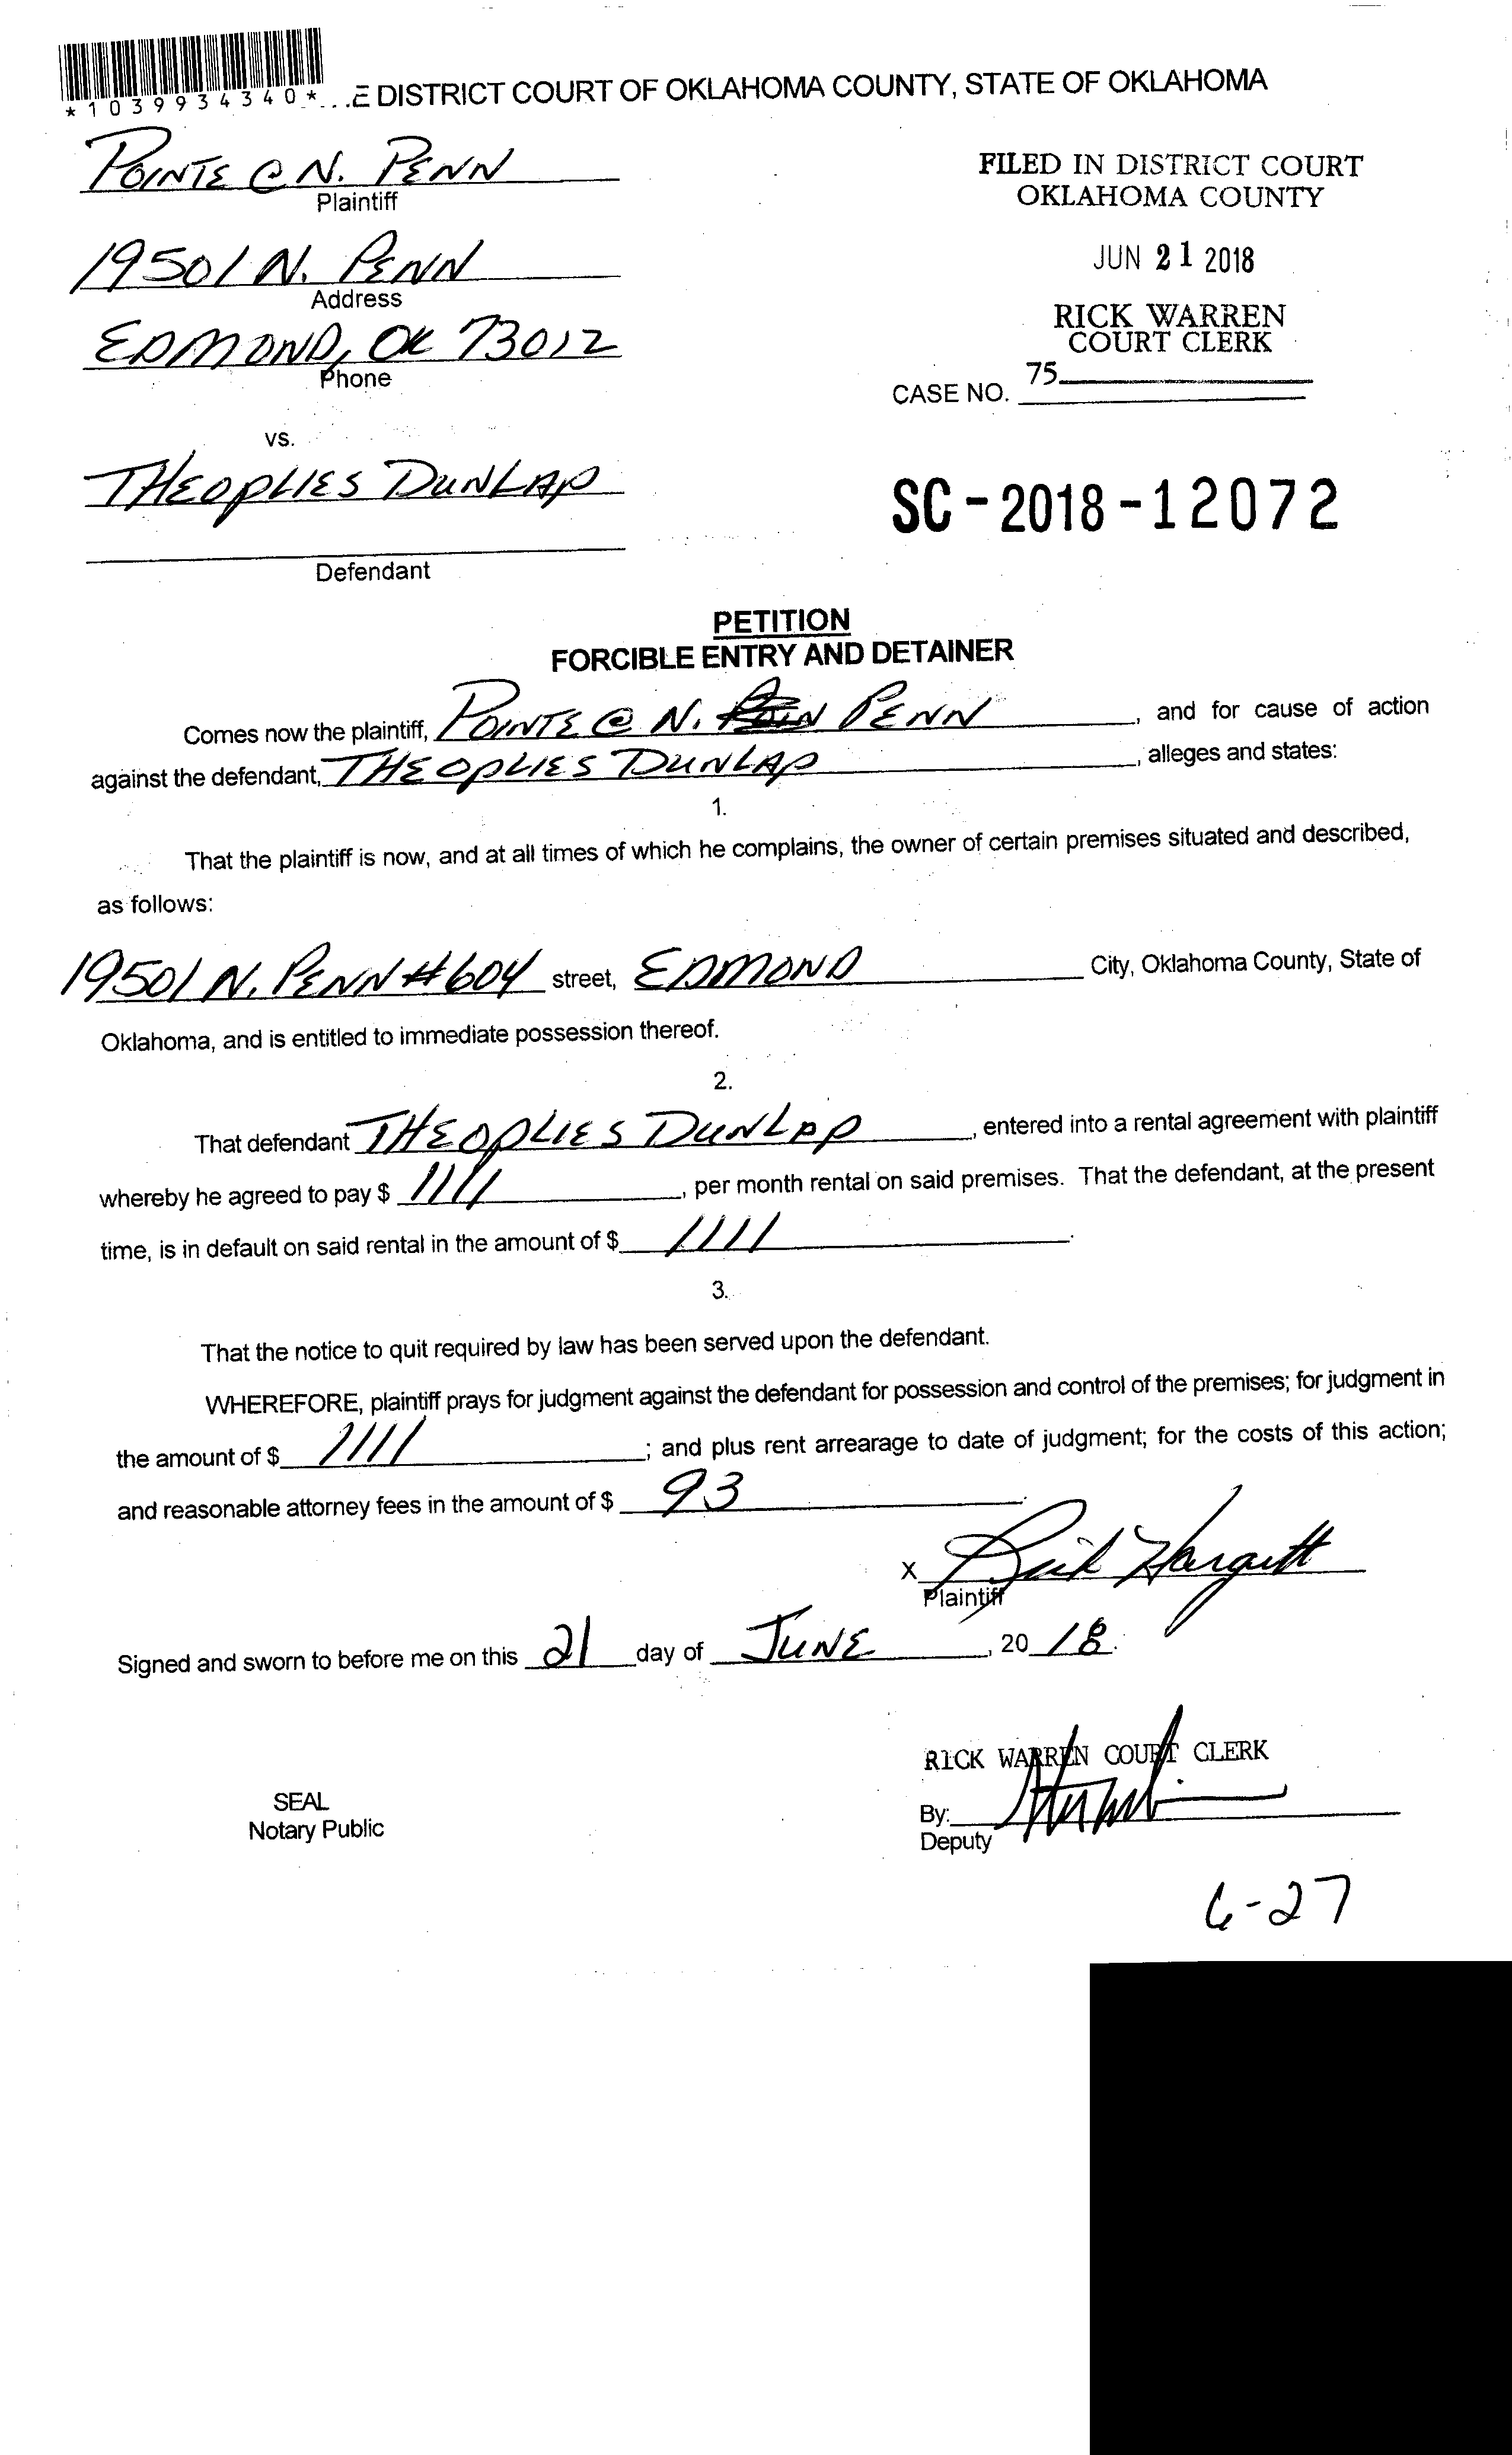 *1039934340*
E DISTRICT COURT OF OKLAHOMA COUNTY, STATE OF OKLAHOMA
POINTE @ N. PENN
Plaintiff
FILED IN DISTRICT COURT
OKLAHOMA COUNTY
19501 N. PENN
Address
JUN 21 2018
RICK WARREN
COURT CLERK
EDMOND, OK 73012
Phone
75
CASE NO.
vs.
THEOPLIES DUNLAP
SC-2018-12072
Defendant
PETITION
FORCIBLE ENTRY AND DETAINER
Comes now the plaintiff, POINTE @ N. PENN, and for cause of action
against the defendant, THEOPLIES DUNLAP, alleges and states:
1.
That the plaintiff is now, and at all times of which he complains, the owner of certain premises situated and described,
as follows:
19501 N. PENN #604 street, EDMOND City, Oklahoma County, State of
Oklahoma, and is entitled to immediate possession thereof.
2.
That defendant THEOPLIES DUNLAP, entered into a rental agreement with plaintiff
whereby he agreed to pay $ 1111, per month rental on said premises. That the defendant, at the present
time, is in default on said rental in the amount of $ 1111.
3.
That the notice to quit required by law has been served upon the defendant.
WHEREFORE, plaintiff prays for judgment against the defendant for possession and control of the premises; for judgment in
the amount of $ 1111; and plus rent arrearage to date of judgment; for the costs of this action;
and reasonable attorney fees in the amount of $ 93.
X
Plaintiff
Signed and sworn to before me on this 21 day of JUNE, 20 18.
RICK WARREN COURT CLERK
SEAL
Notary Public
By:
Deputy
6-27